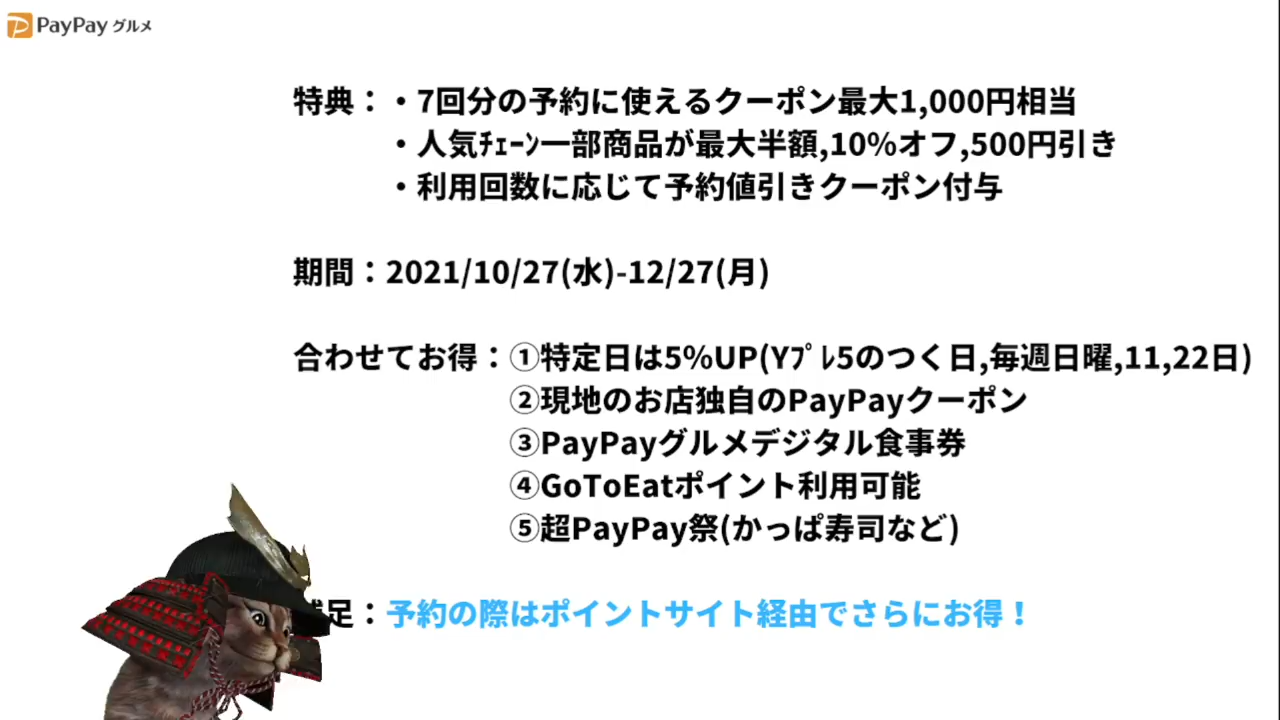 PayPay グルメ
特典：・7回分の予約に使えるクーポン最大1,000円相当
・人気ﾁｪｰﾝ一部商品が最大半額,10%オフ,500円引き
・利用回数に応じて予約値引きクーポン付与
期間：2021/10/27(水)-12/27(月)
合わせてお得：①特定日は5%UP(Yﾌﾟﾚ5のつく日,毎週日曜,11,22日)
②現地のお店独自のPayPayクーポン
③PayPayグルメデジタル食事券
④GoToEatポイント利用可能
⑤超PayPay祭(かっぱ寿司など)
補足：予約の際はポイントサイト経由でさらにお得！